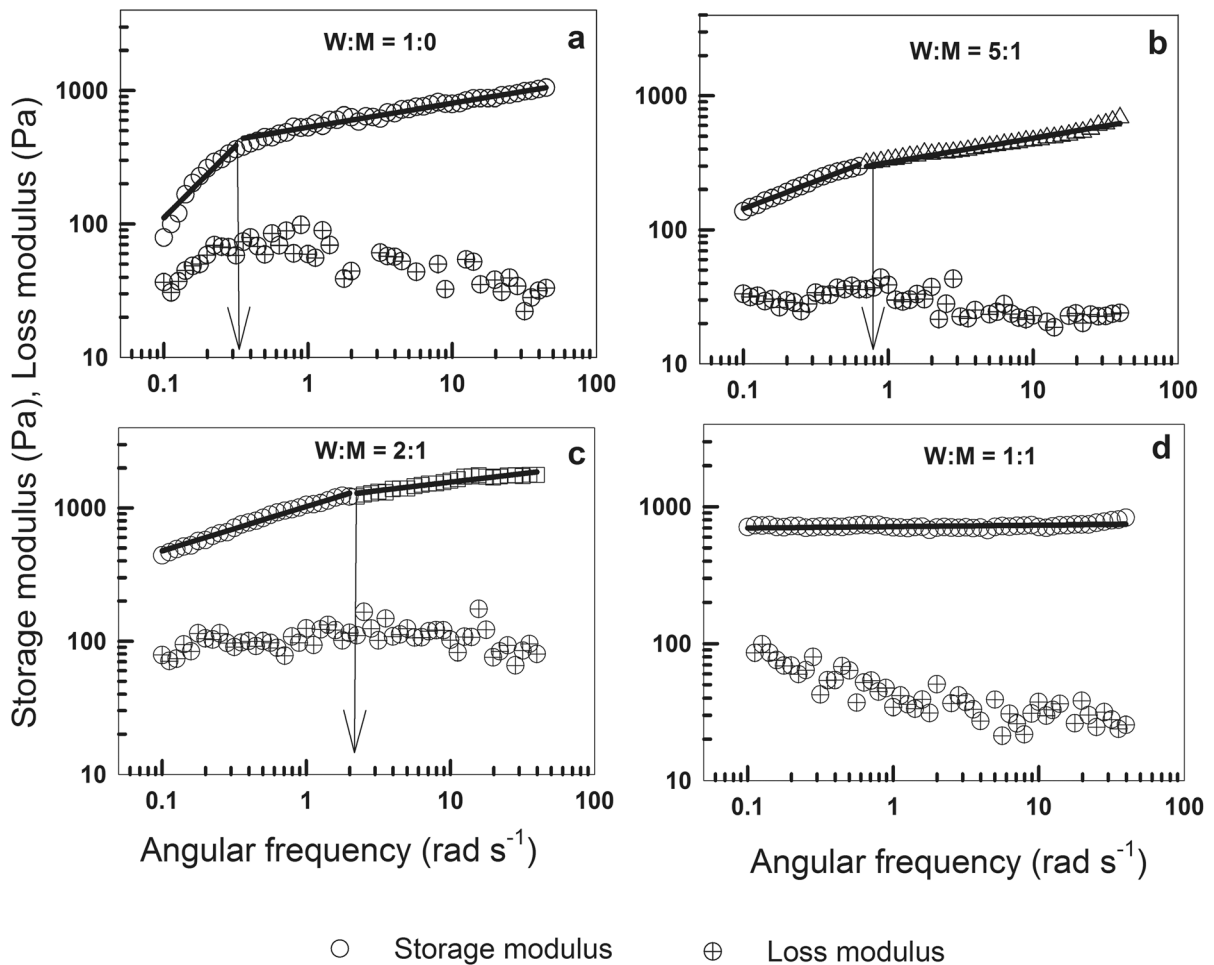 Storage modulus (Pa), Loss modulus (Pa)
W:M = 1:0
a
1000
100
10
0.1 1 10 100
W:M = 5:1
b
1000
100
10
0.1 1 10 100
W:M = 2:1
c
1000
100
10
0.1 1 10 100
Angular frequency (rad s-1)
W:M = 1:1
d
1000
100
10
0.1 1 10 100
Angular frequency (rad s-1)
Storage modulus
Loss modulus